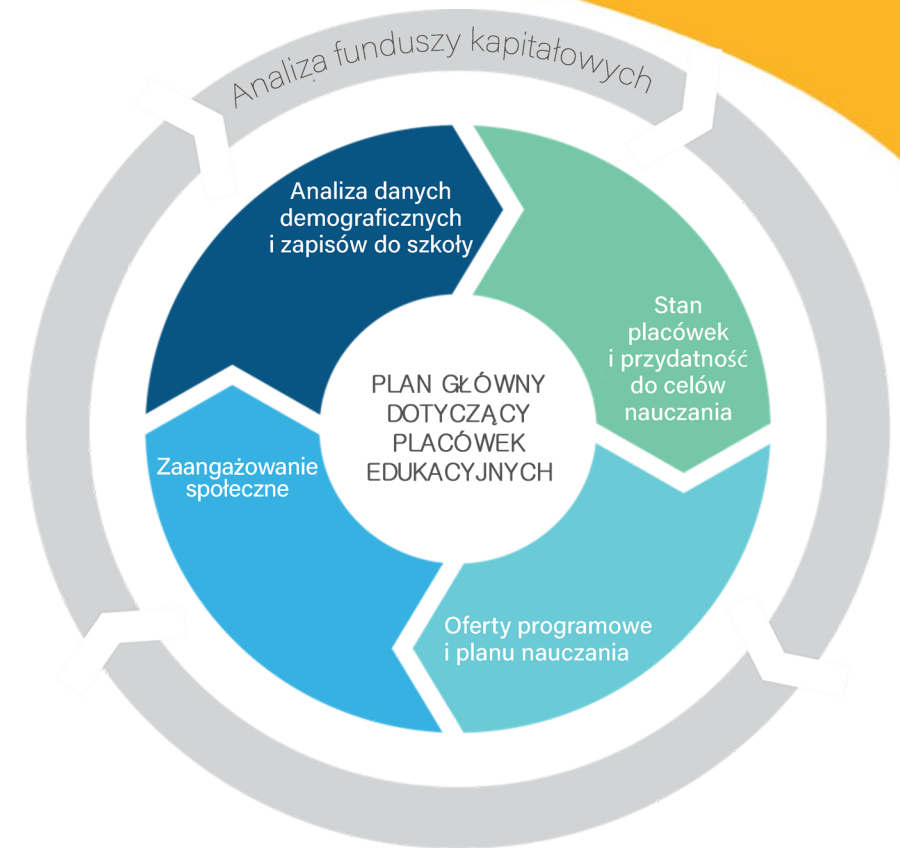 Analiza funduszy kapitałowych
Analiza danych
demograficznych
i zapisów do szkoły
Stan
placówek
i przydatność
do celów
nauczania
PLAN GŁÓWNY
DOTYCZĄCY
PLACÓWEK
EDUKACYJNYCH
Zaangażowanie
społeczne
Oferty programowe
i planu nauczania